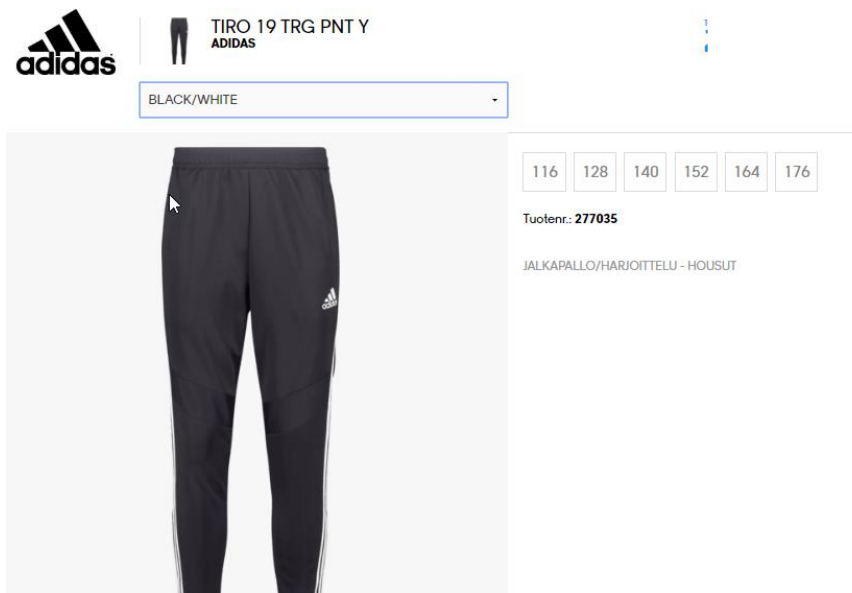 adidas
TIRO 19 TRG PNT Y
ADIDAS
BLACK/WHITE
116 128 140 152 164 176
Tuotenr.: 277035
JALKAPALLO/HARJOITTELU - HOUSUT
adidas